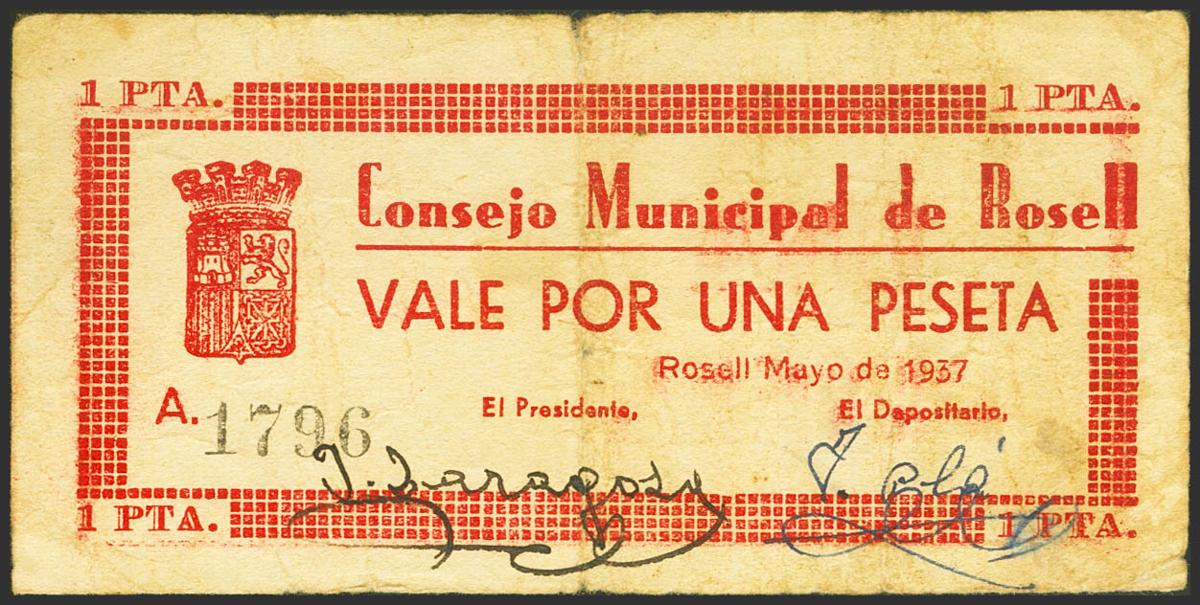 1 PTA. 1 PTA.
Consejo Municipal de Rosell
VALE POR UNA PESETA
Rosell Mayo de 1937
A. 1796
El Presidente, El Depositario,
J. Zaragozá
1 PTA. 1 PTA.